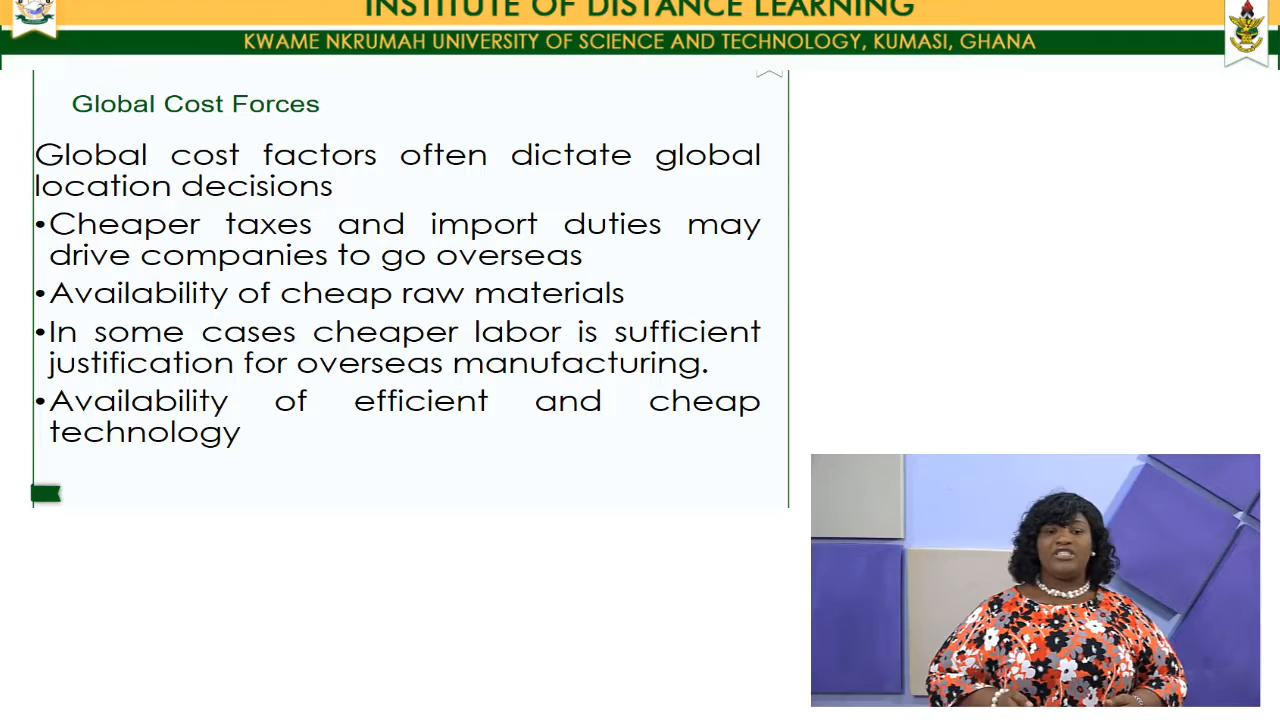 INSTITUTE OF DISTANCE LEARNING
KWAME NKRUMAH UNIVERSITY OF SCIENCE AND TECHNOLOGY, KUMASI, GHANA
Global Cost Forces
Global cost factors often dictate global
location decisions
•Cheaper taxes and import duties may
drive companies to go overseas
•Availability of cheap raw materials
•In some cases cheaper labor is sufficient
justification for overseas manufacturing.
•Availability of efficient and cheap
technology